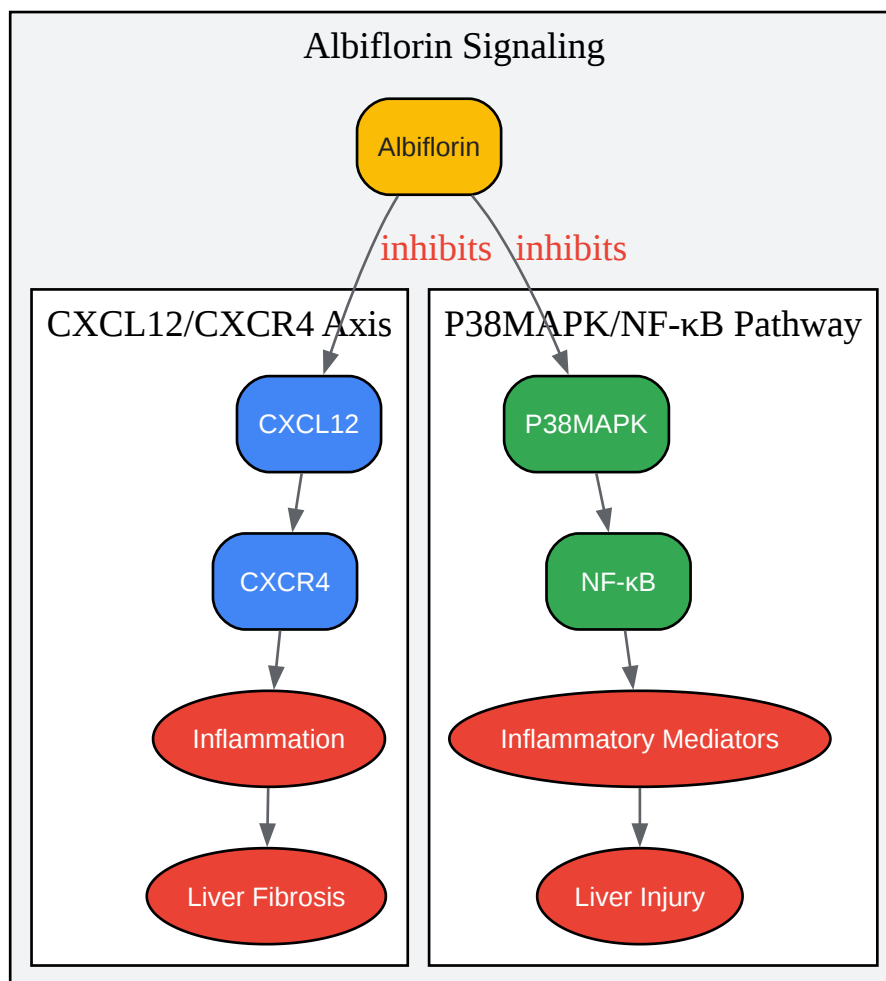 Albiflorin Signaling
Albiflorin
inhibits inhibits
CXCL12/CXCR4 Axis
P38MAPK/NF-κB Pathway
CXCL12
P38MAPK
CXCR4
NF-κB
Inflammation
Inflammatory Mediators
Liver Fibrosis
Liver Injury